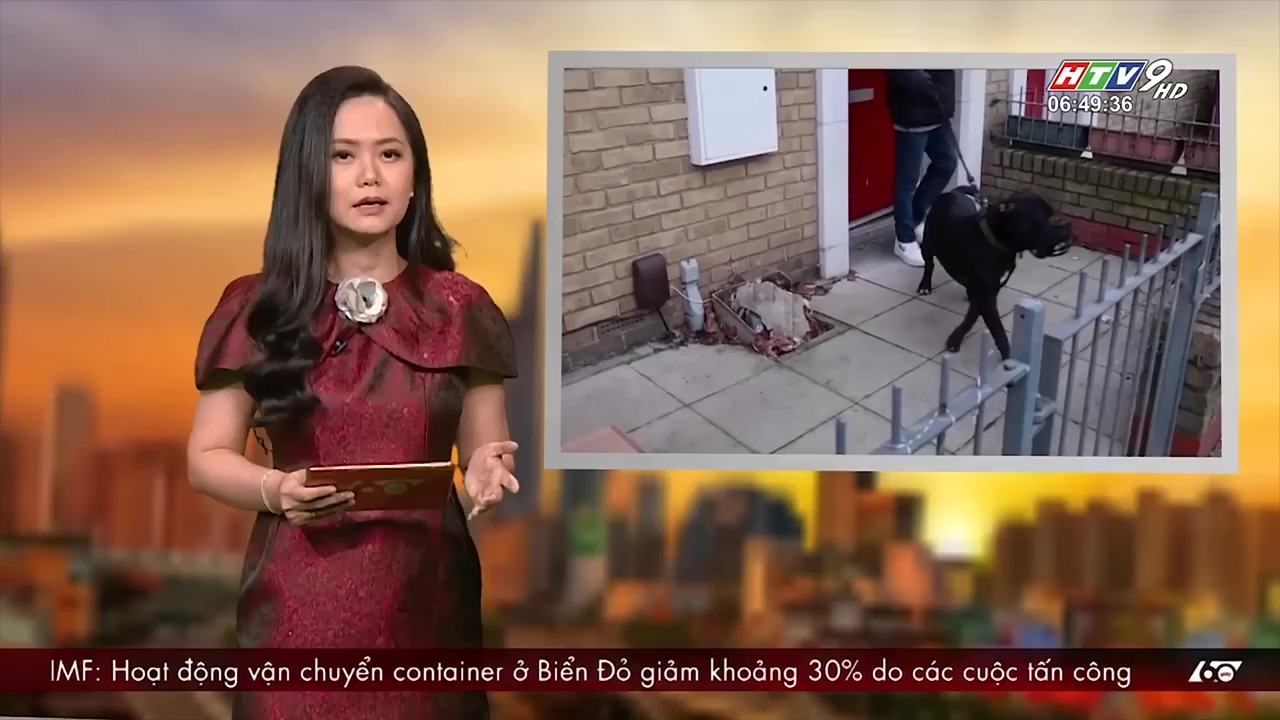 HTV9 HD
06:49:36
IMF: Hoạt động vận chuyển container ở Biển Đỏ giảm khoảng 30% do các cuộc tấn công
60